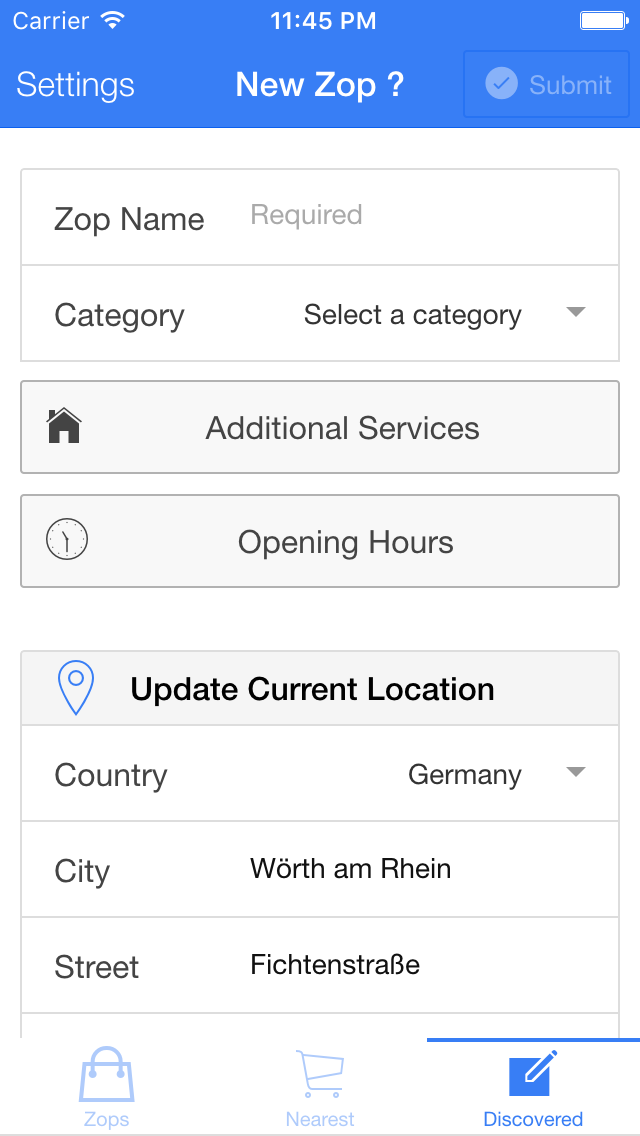 Carrier 11:45 PM
Settings New Zop ? Submit
Zop Name Required
Category Select a category
Additional Services
Opening Hours
Update Current Location
Country Germany
City Wörth am Rhein
Street Fichtenstraße
Zops Nearest Discovered